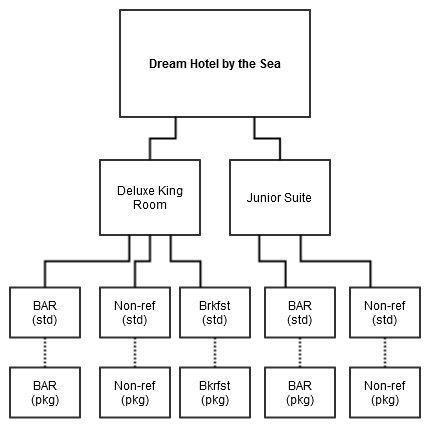 Dream Hotel by the Sea
Deluxe King
Room
Junior Suite
BAR
(std)
Non-ref
(std)
Brkfst
(std)
BAR
(std)
Non-ref
(std)
BAR
(pkg)
Non-ref
(pkg)
Bkrfst
(pkg)
BAR
(pkg)
Non-ref
(pkg)